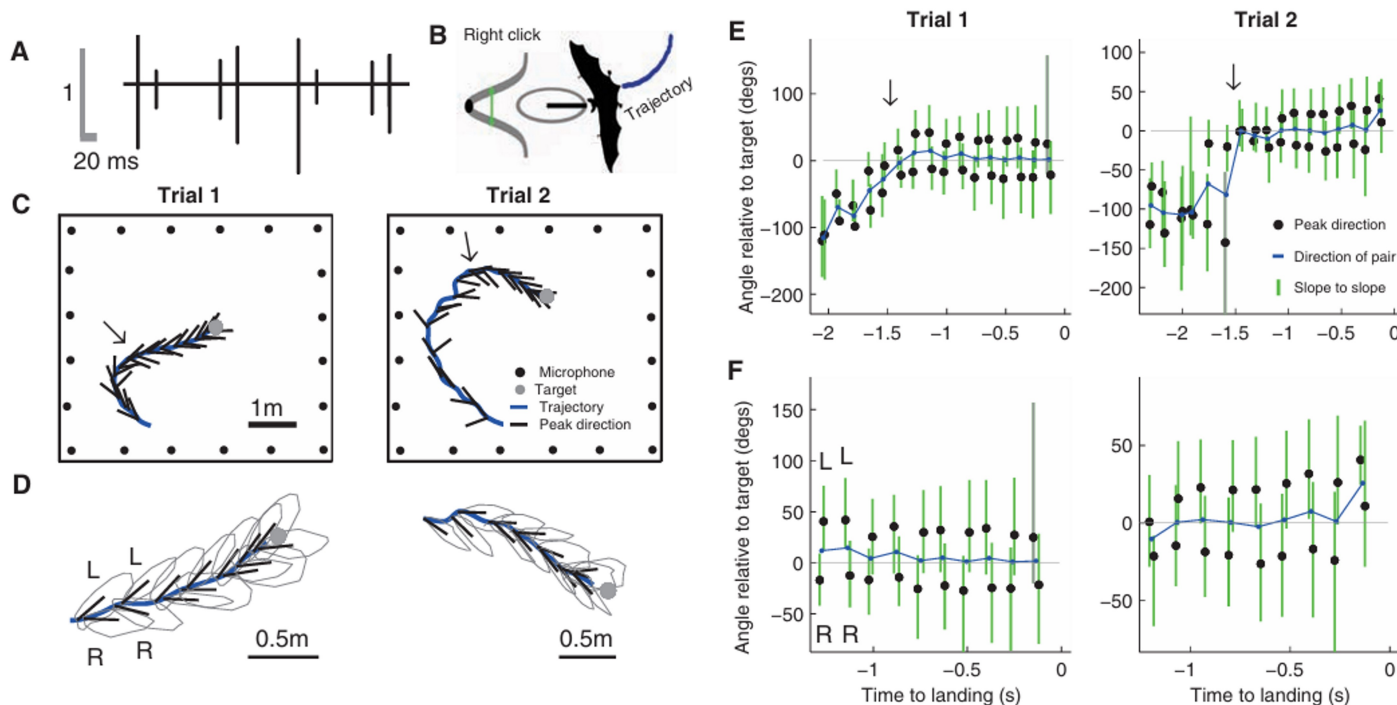 A
1
20 ms
B
Right click
Trajectory
C
Trial 1
Trial 2
1m
Microphone
Target
Trajectory
Peak direction
D
L
L
R
R
0.5m
0.5m
E
Trial 1
Trial 2
Angle relative to target (degs)
100
0
−100
−200
−2
−1.5
−1
−0.5
0
100
50
0
−50
−100
−150
−200
−2
−1.5
−1
−0.5
0
Peak direction
Direction of pair
Slope to slope
F
Angle relative to target (degs)
150
100
50
0
−50
L
L
R R
−1
−0.5
0
Time to landing (s)
50
0
−50
−1
−0.5
0
Time to landing (s)